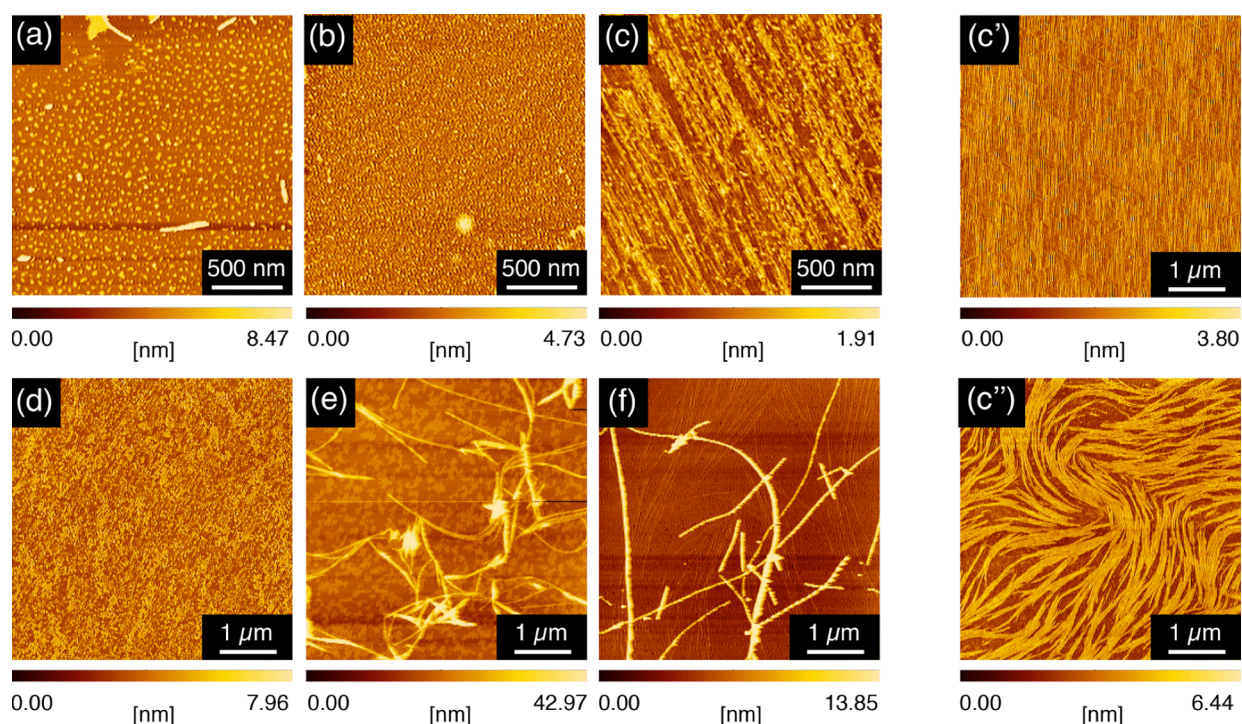 (a) (b) (c) (c')
500 nm 500 nm 500 nm 1 µm
0.00 8.47 0.00 4.73 0.00 1.91 0.00 3.80
[nm] [nm] [nm] [nm]
(d) (e) (f) (c'')
1 µm 1 µm 1 µm 1 µm
0.00 7.96 0.00 42.97 0.00 13.85 0.00 6.44
[nm] [nm] [nm] [nm]